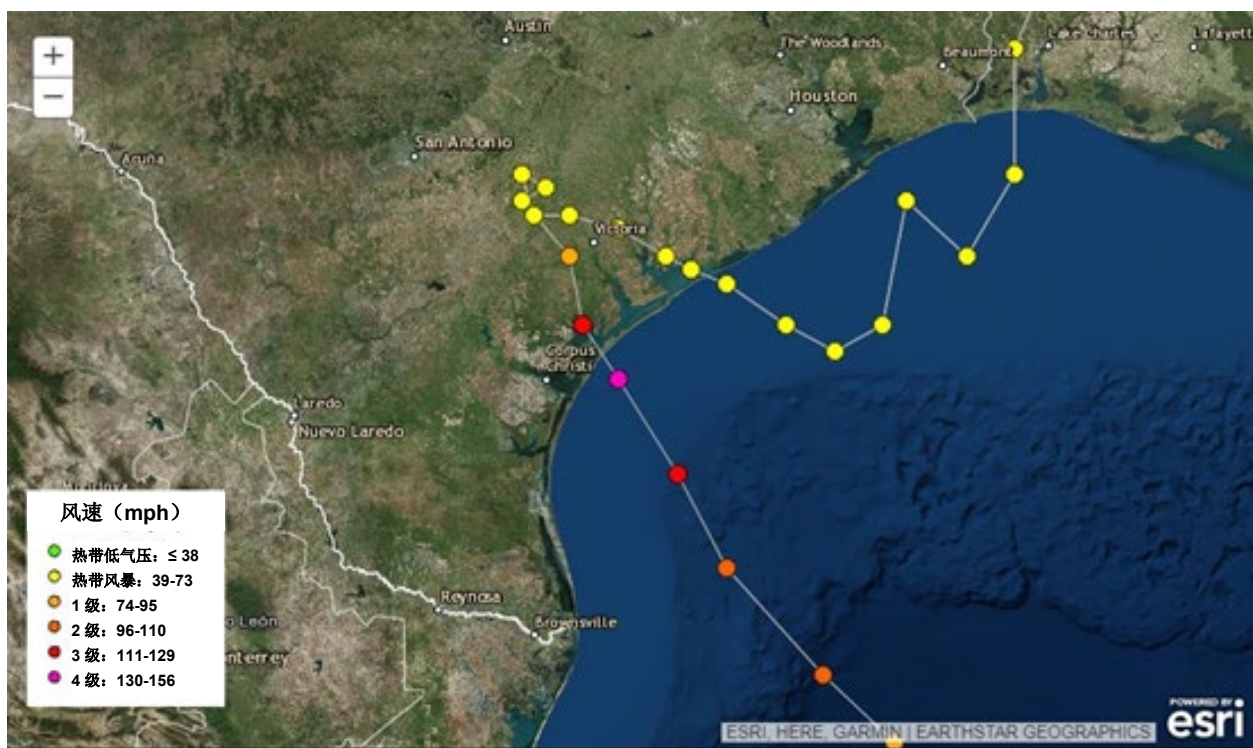 Austin
The Woodlands
Beaumont
Lake Charles
Lafayett
+
−
Houston
San Antonio
Acuña
Victoria
Corpus
Christi
Laredo
Nuevo Laredo
风速（mph）
热带低气压：≤ 38
热带风暴：39-73
1 级：74-95
2 级：96-110
3 级：111-129
4 级：130-156
Reynosa
o León
Brownsville
nterrey
ESRI, HERE, GARMIN | EARTHSTAR GEOGRAPHICS
POWERED BY
esri